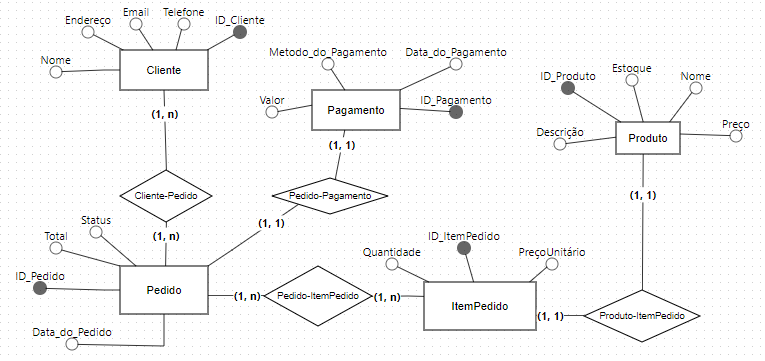 Email
Telefone
Endereço
ID_Cliente
Nome
Cliente
(1, n)
Cliente-Pedido
(1, n)
Metodo_do_Pagamento
Data_do_Pagamento
Valor
ID_Pagamento
Pagamento
(1, 1)
Pedido-Pagamento
(1, 1)
ID_Produto
Estoque
Nome
Descrição
Preço
Produto
(1, 1)
Status
Total
ID_Pedido
Pedido
Data_do_Pedido
(1, n)
Pedido-ItemPedido
(1, n)
Quantidade
ID_ItemPedido
PreçoUnitário
ItemPedido
(1, 1)
Produto-ItemPedido